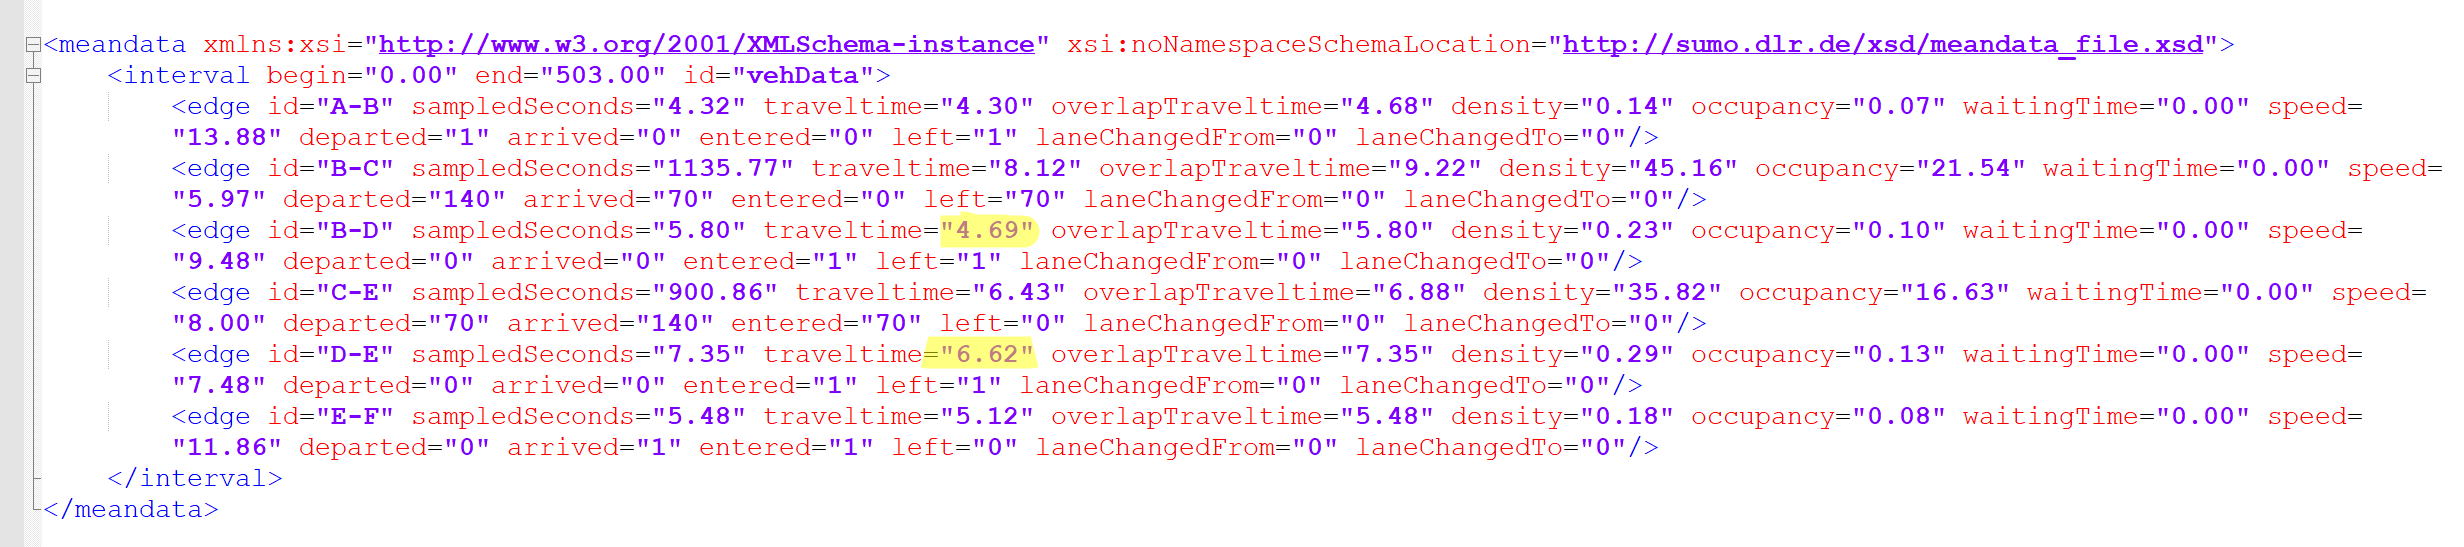 <meandata xmlns:xsi="http://www.w3.org/2001/XMLSchema-instance" xsi:noNamespaceSchemaLocation="http://sumo.dlr.de/xsd/meandata_file.xsd">
<interval begin="0.00" end="503.00" id="vehData">
<edge id="A-B" sampledSeconds="4.32" traveltime="4.30" overlapTraveltime="4.68" density="0.14" occupancy="0.07" waitingTime="0.00" speed=
"13.88" departed="1" arrived="0" entered="0" left="1" laneChangedFrom="0" laneChangedTo="0"/>
<edge id="B-C" sampledSeconds="1135.77" traveltime="8.12" overlapTraveltime="9.22" density="45.16" occupancy="21.54" waitingTime="0.00" speed=
"5.97" departed="140" arrived="70" entered="0" left="70" laneChangedFrom="0" laneChangedTo="0"/>
<edge id="B-D" sampledSeconds="5.80" traveltime="4.69" overlapTraveltime="5.80" density="0.23" occupancy="0.10" waitingTime="0.00" speed=
"9.48" departed="0" arrived="0" entered="1" left="1" laneChangedFrom="0" laneChangedTo="0"/>
<edge id="C-E" sampledSeconds="900.86" traveltime="6.43" overlapTraveltime="6.88" density="35.82" occupancy="16.63" waitingTime="0.00" speed=
"8.00" departed="70" arrived="140" entered="70" left="0" laneChangedFrom="0" laneChangedTo="0"/>
<edge id="D-E" sampledSeconds="7.35" traveltime="6.62" overlapTraveltime="7.35" density="0.29" occupancy="0.13" waitingTime="0.00" speed=
"7.48" departed="0" arrived="0" entered="1" left="1" laneChangedFrom="0" laneChangedTo="0"/>
<edge id="E-F" sampledSeconds="5.48" traveltime="5.12" overlapTraveltime="5.48" density="0.18" occupancy="0.08" waitingTime="0.00" speed=
"11.86" departed="0" arrived="1" entered="1" left="0" laneChangedFrom="0" laneChangedTo="0"/>
</interval>
</meandata>